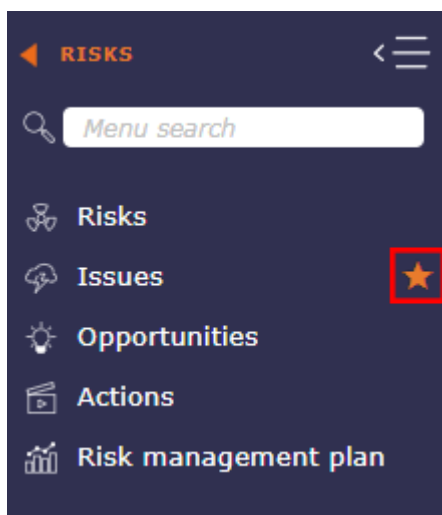 RISKS
Menu search
Risks
Issues
Opportunities
Actions
Risk management plan